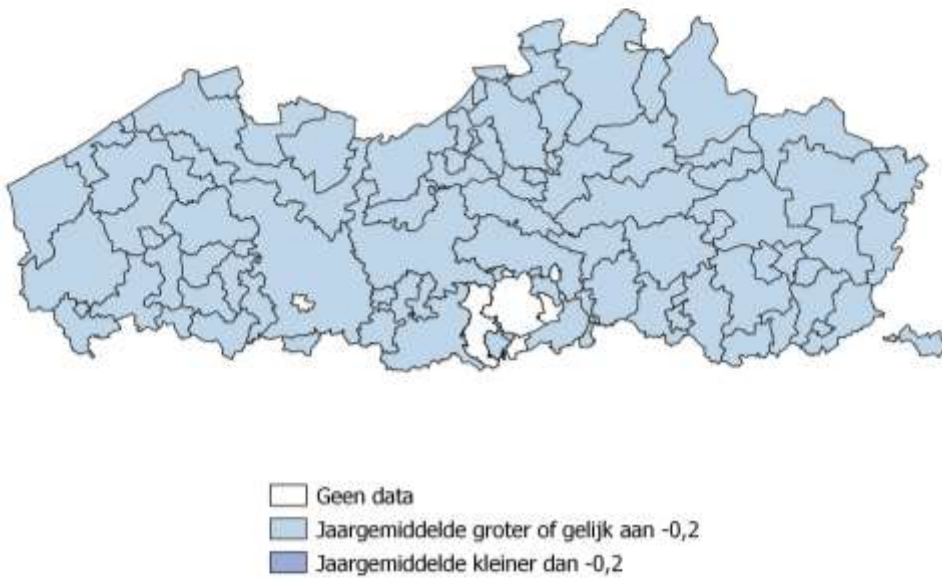 Geen data
Jaargemiddelde groter of gelijk aan -0,2
Jaargemiddelde kleiner dan -0,2